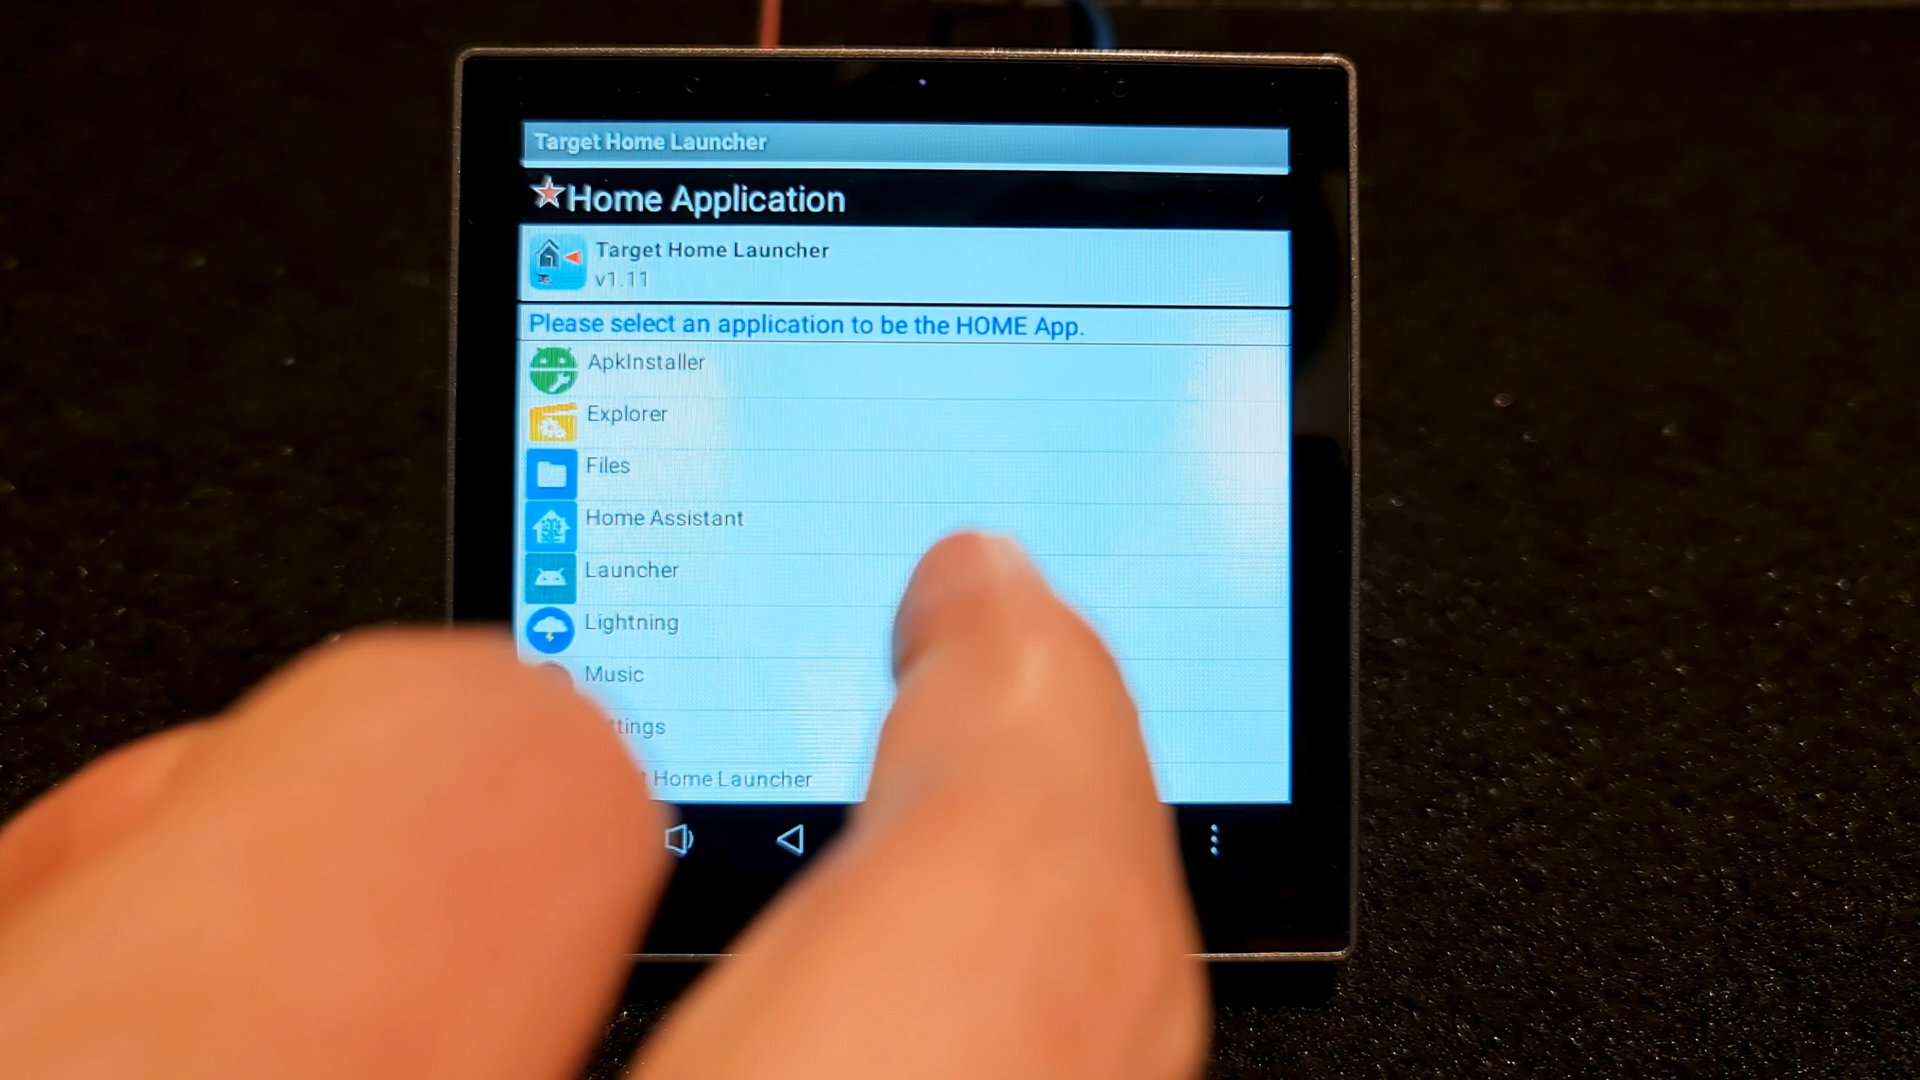 Target Home Launcher
Home Application
Target Home Launcher
v1.11
Please select an application to be the HOME App.
ApkInstaller
Explorer
Files
Home Assistant
Launcher
Lightning
Music
ttings
Home Launcher